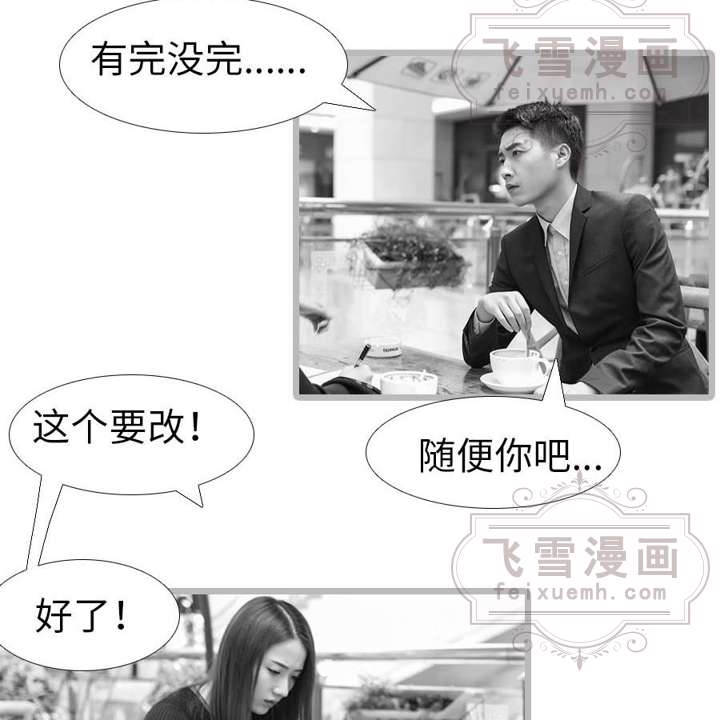 飞雪漫画
feixuemh.com
有完没完......
这个要改！
随便你吧...
飞雪漫画
feixuemh.com
好了！